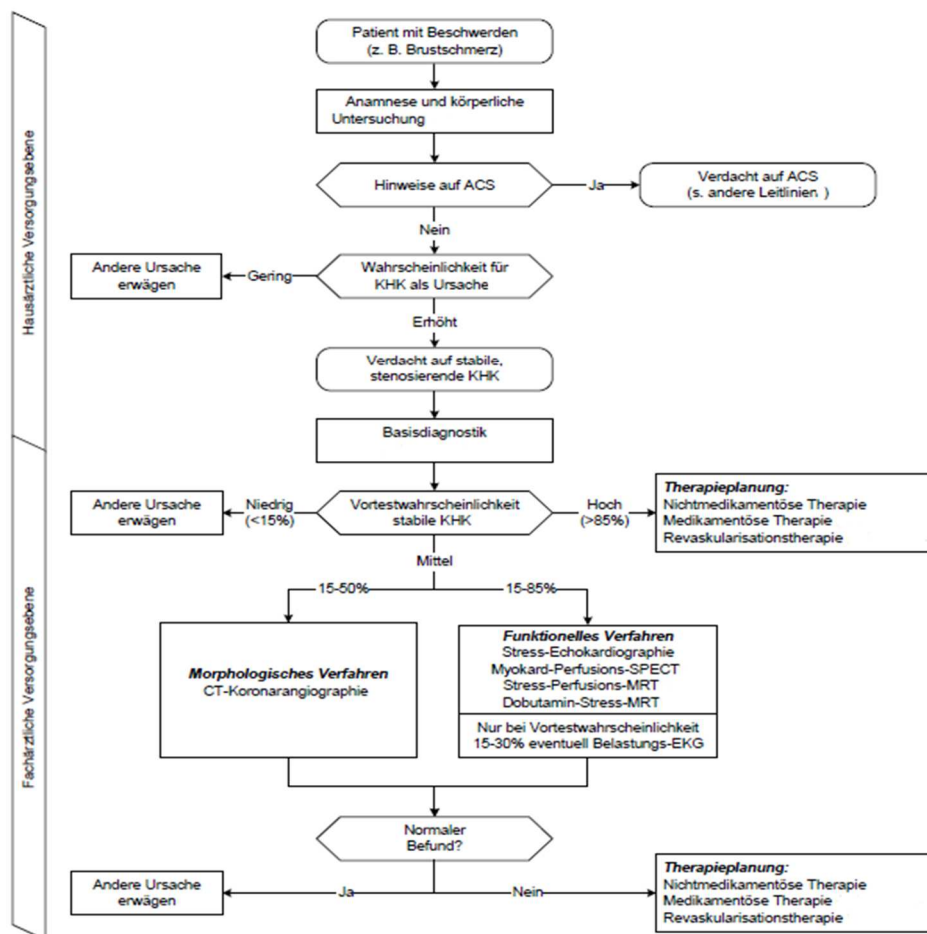 Hausärztliche Versorgungsebene
Patient mit Beschwerden
(z. B. Brustschmerz)
Anamnese und körperliche
Untersuchung
Hinweise auf ACS
Ja
Verdacht auf ACS
(s. andere Leitlinien )
Nein
Andere Ursache
erwägen
Gering
Wahrscheinlichkeit für
KHK als Ursache
Erhöht
Verdacht auf stabile,
stenosierende KHK
Basisdiagnostik
Fachärztliche Versorgungsebene
Andere Ursache
erwägen
Niedrig
(<15%)
Vortestwahrscheinlichkeit
stabile KHK
Hoch
(>85%)
Therapieplanung:
Nichtmedikamentöse Therapie
Medikamentöse Therapie
Revaskularisationstherapie
Mittel
15-50%
15-85%
Morphologisches Verfahren
CT-Koronarangiographie
Funktionelles Verfahren
Stress-Echokardiographie
Myokard-Perfusions-SPECT
Stress-Perfusions-MRT
Dobutamin-Stress-MRT
Nur bei Vortestwahrscheinlichkeit
15-30% eventuell Belastungs-EKG
Normaler
Befund?
Andere Ursache
erwägen
Ja
Nein
Therapieplanung:
Nichtmedikamentöse Therapie
Medikamentöse Therapie
Revaskularisationstherapie